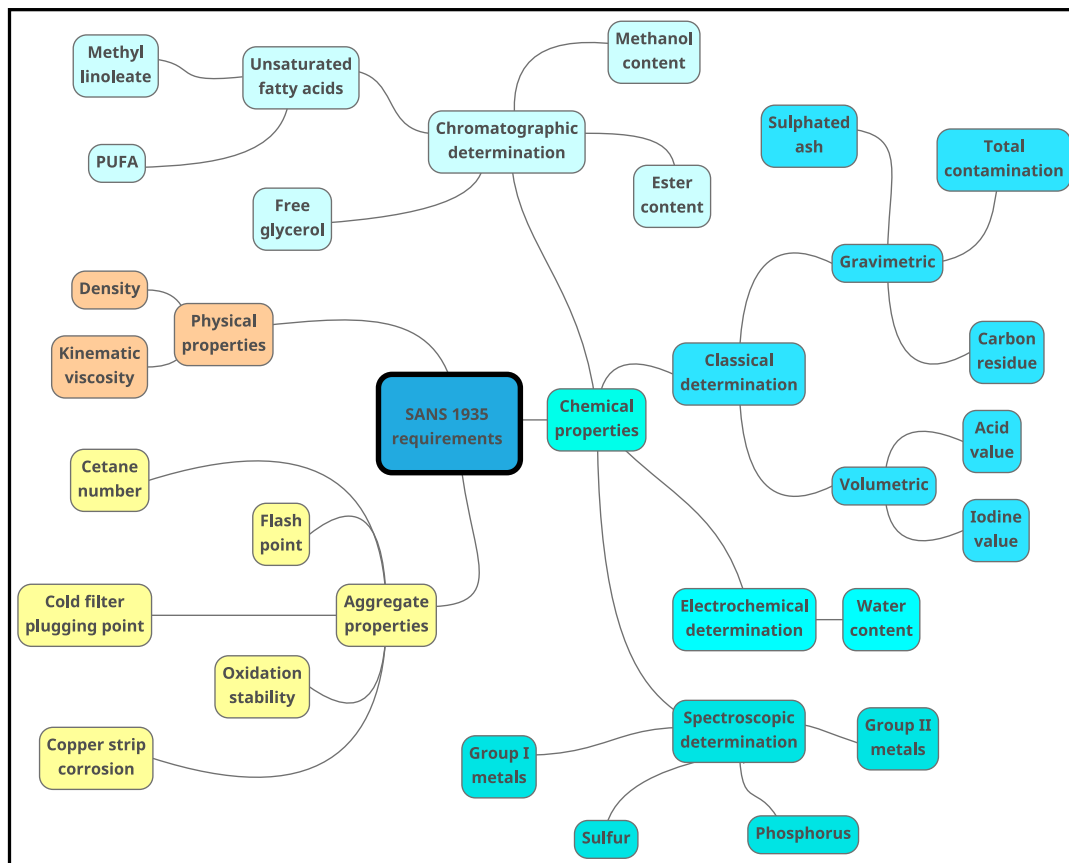 Methyl
linoleate
Unsaturated
fatty acids
PUFA
Free
glycerol
Chromatographic
determination
Methanol
content
Ester
content
Sulphated
ash
Total
contamination
Gravimetric
Carbon
residue
Classical
determination
Volumetric
Acid
value
Iodine
value
Density
Kinematic
viscosity
Physical
properties
SANS 1935
requirements
Chemical
properties
Cetane
number
Flash
point
Cold filter
plugging point
Aggregate
properties
Oxidation
stability
Copper strip
corrosion
Electrochemical
determination
Water
content
Spectroscopic
determination
Group I
metals
Group II
metals
Sulfur
Phosphorus